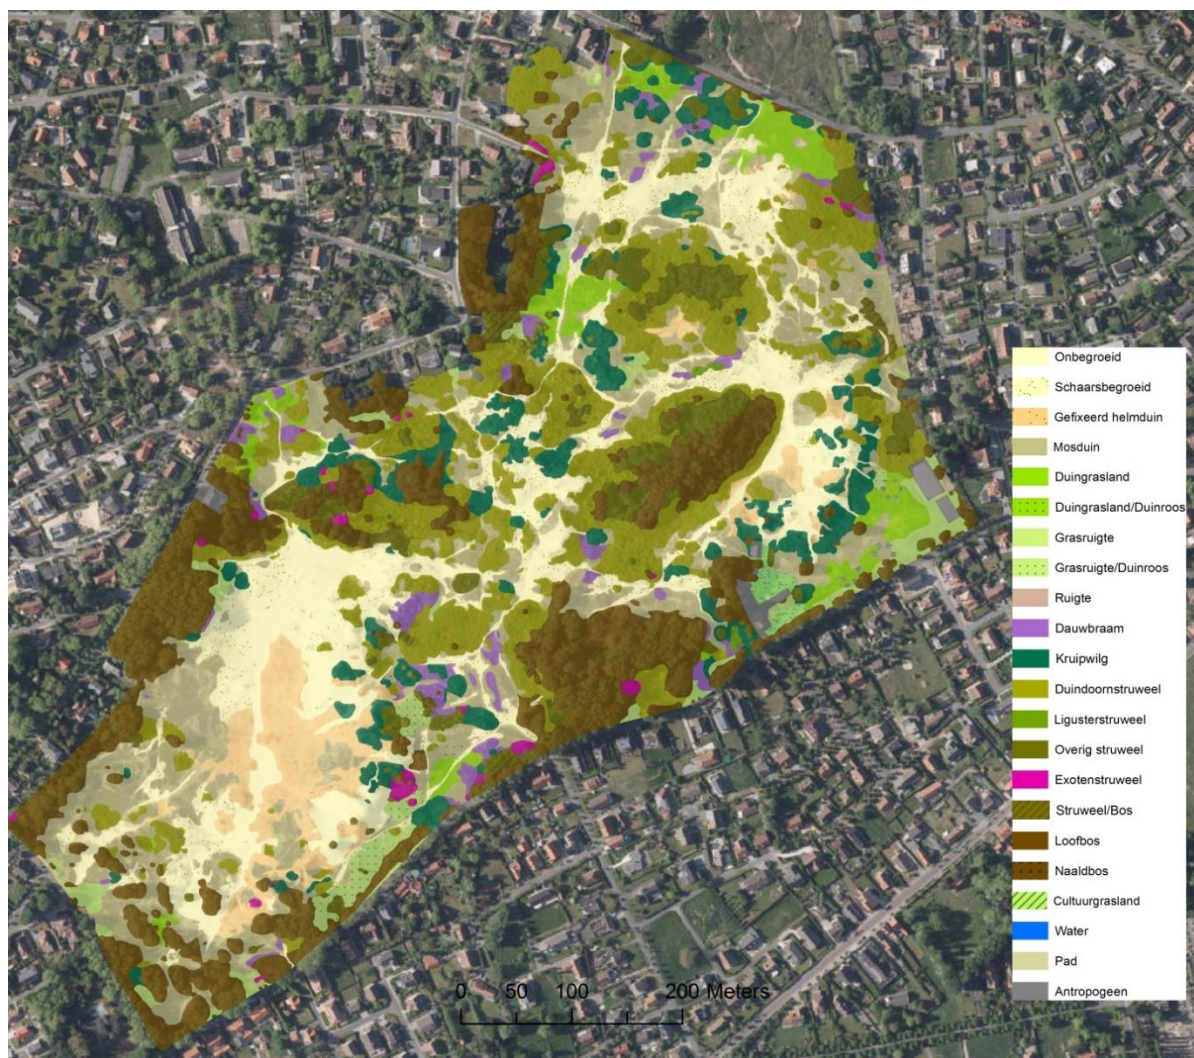 Onbegroeid
Schaarsbegroeid
Gefixeerd helmduin
Mosduin
Duingrasland
Duingrasland/Duinroos
Grasruigte
Grasruigte/Duinroos
Ruigte
Dauwbraam
Kruipwilg
Duindoornstruweel
Ligusterstruweel
Overig struweel
Exotenstruweel
Struweel/Bos
Loofbos
Naaldbos
Cultuurgrasland
Water
Pad
Antropogeen
0 50 100 200 Meters